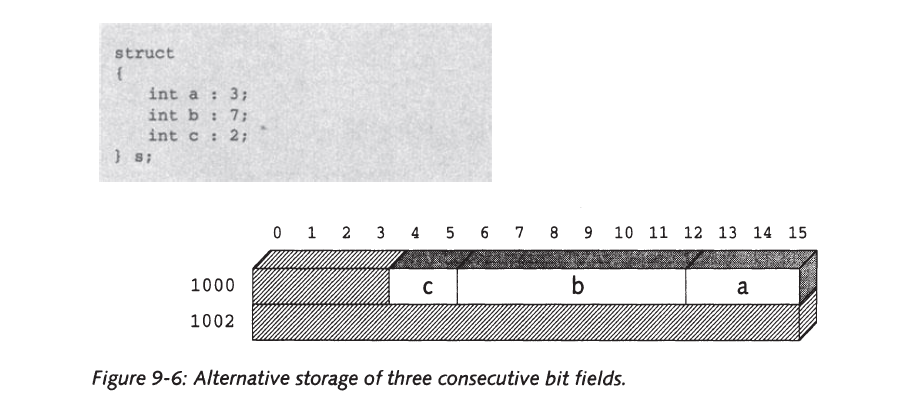 struct
{
int a : 3;
int b : 7;
int c : 2;
} s;
0 1 2 3 4 5 6 7 8 9 10 11 12 13 14 15
1000 c b a
1002
Figure 9-6: Alternative storage of three consecutive bit fields.